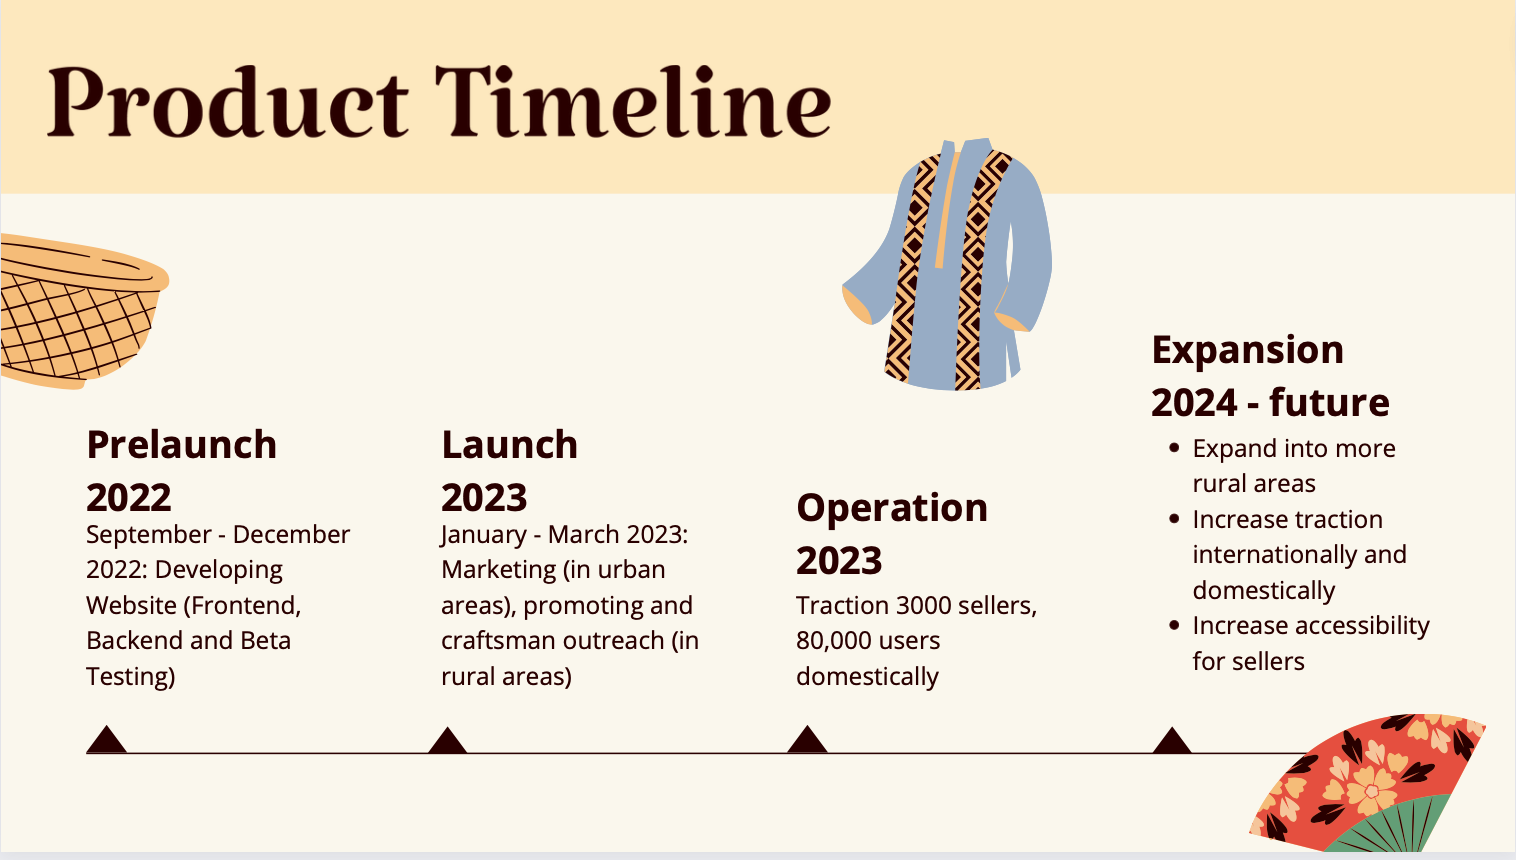 Product Timeline
Prelaunch
2022
September - December
2022: Developing
Website (Frontend,
Backend and Beta
Testing)
Launch
2023
January - March 2023:
Marketing (in urban
areas), promoting and
craftsman outreach (in
rural areas)
Operation
2023
Traction 3000 sellers,
80,000 users
domestically
Expansion
2024 - future
• Expand into more
rural areas
• Increase traction
internationally and
domestically
• Increase accessibility
for sellers